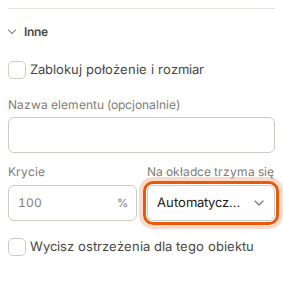 Inne
Zablokuj położenie i rozmiar
Nazwa elementu (opcjonalnie)
Krycie Na okładce trzyma się
100 % Automatycz...
Wycisz ostrzeżenia dla tego obiektu